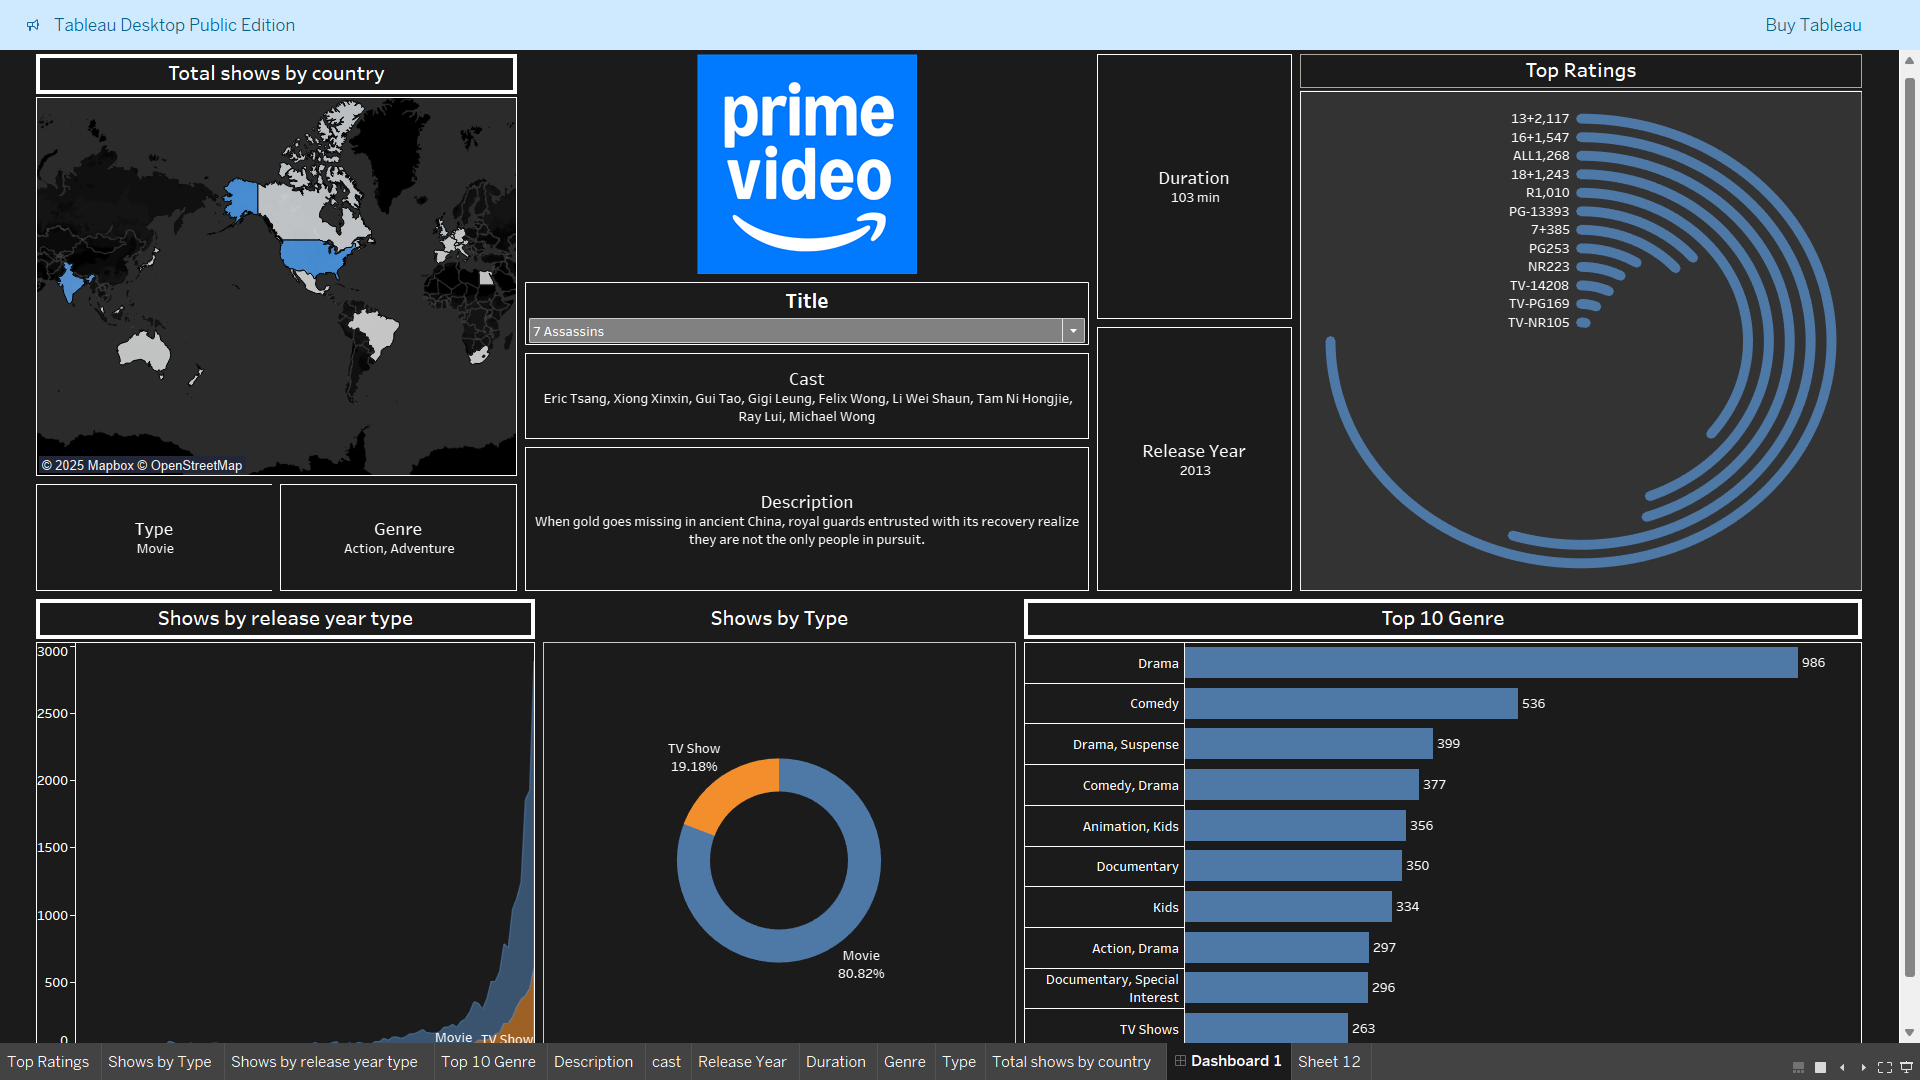 Tableau Desktop Public Edition
Buy Tableau
Total shows by country
© 2025 Mapbox © OpenStreetMap
Type
Movie
Genre
Action, Adventure
prime
video
Title
7 Assassins
Cast
Eric Tsang, Xiong Xinxin, Gui Tao, Gigi Leung, Felix Wong, Li Wei Shaun, Tam Ni Hongjie,
Ray Lui, Michael Wong
Description
When gold goes missing in ancient China, royal guards entrusted with its recovery realize
they are not the only people in pursuit.
Duration
103 min
Release Year
2013
Top Ratings
13+2,117
16+1,547
ALL1,268
18+1,243
R1,010
PG-13393
7+385
PG253
NR223
TV-14208
TV-PG169
TV-NR105
Shows by release year type
3000
2500
2000
1500
1000
500
0
Movie
TV Show
Shows by Type
TV Show
19.18%
Movie
80.82%
Top 10 Genre
Drama 986
Comedy 536
Drama, Suspense 399
Comedy, Drama 377
Animation, Kids 356
Documentary 350
Kids 334
Action, Drama 297
Documentary, Special
Interest 296
TV Shows 263
Top Ratings
Shows by Type
Shows by release year type
Top 10 Genre
Description
cast
Release Year
Duration
Genre
Type
Total shows by country
Dashboard 1
Sheet 12